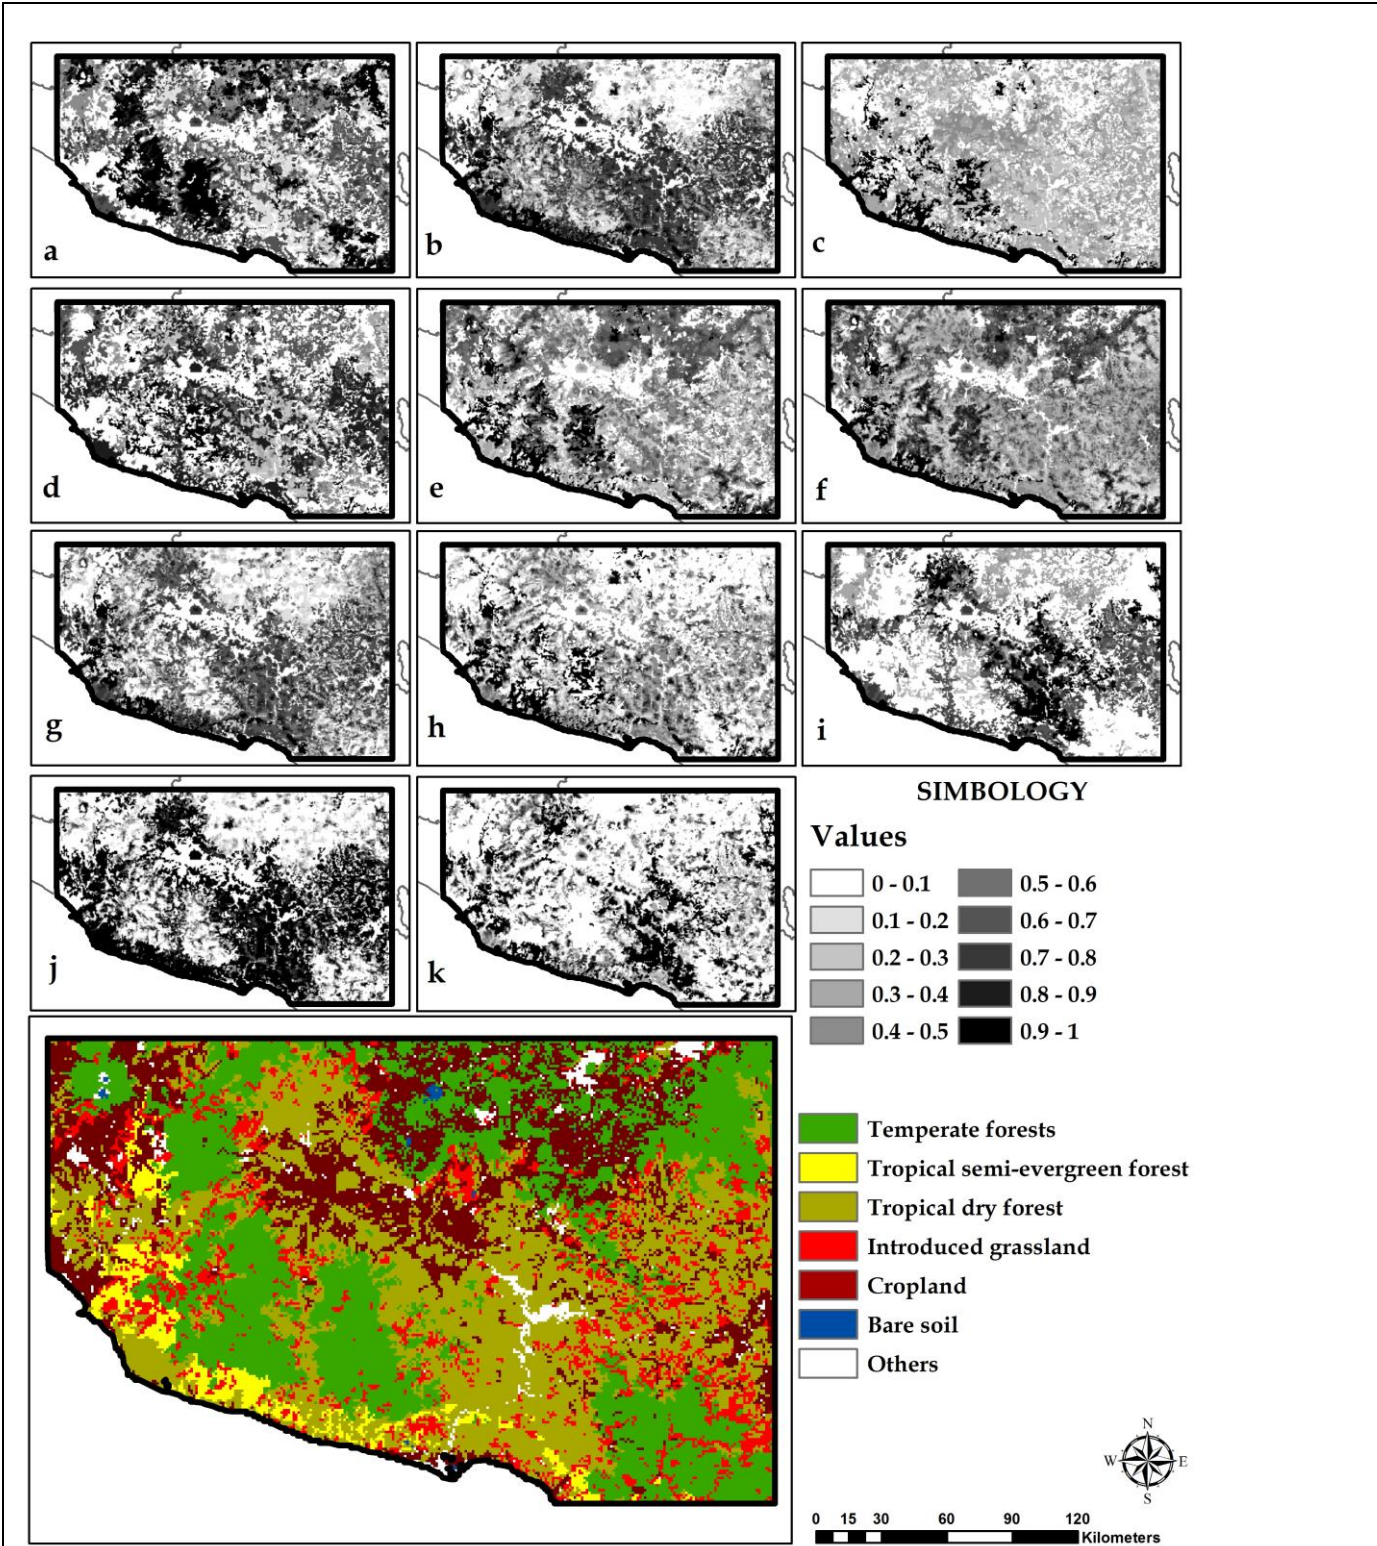 a
b
c
d
e
f
g
h
i
j
k
SIMBOLOGY
Values
0 - 0.1
0.5 - 0.6
0.1 - 0.2
0.6 - 0.7
0.2 - 0.3
0.7 - 0.8
0.3 - 0.4
0.8 - 0.9
0.4 - 0.5
0.9 - 1
Temperate forests
Tropical semi-evergreen forest
Tropical dry forest
Introduced grassland
Cropland
Bare soil
Others
N
W E
S
0 15 30 60 90 120
Kilometers